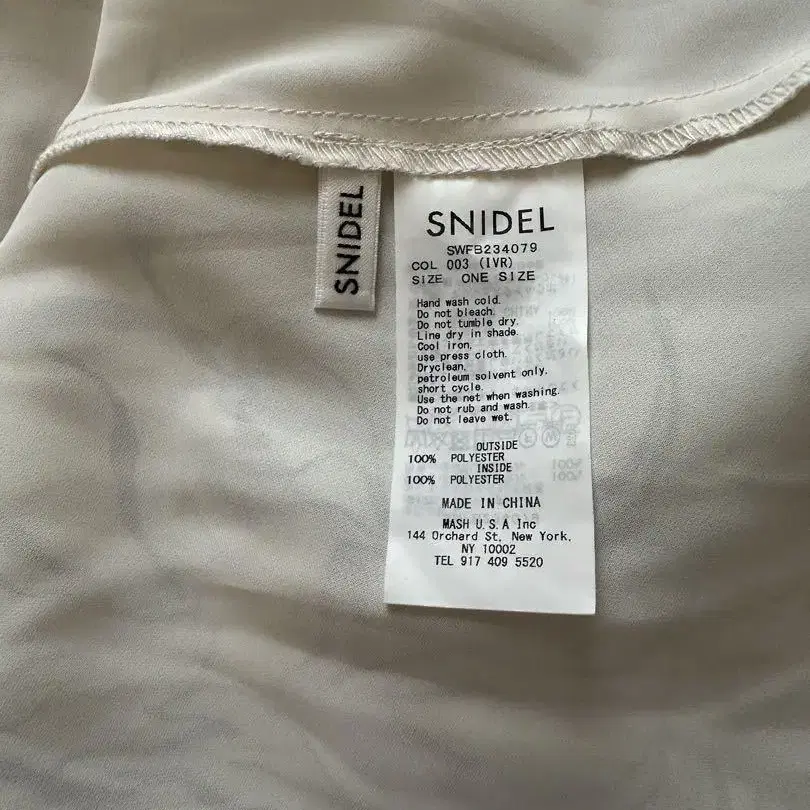 SNIDEL
SNIDEL
SWFB234079
COL 003 (IVR)
SIZE ONE SIZE
Hand wash cold.
Do not bleach.
Do not tumble dry.
Line dry in shade.
Cool iron,
use press cloth.
Dryclean,
petroleum solvent only.
short cycle.
Use the net when washing.
Do not rub and wash.
Do not leave wet.
OUTSIDE
100% POLYESTER
INSIDE
100% POLYESTER
MADE IN CHINA
MASH U.S.A Inc
144 Orchard St, New York,
NY 10002
TEL 917 409 5520